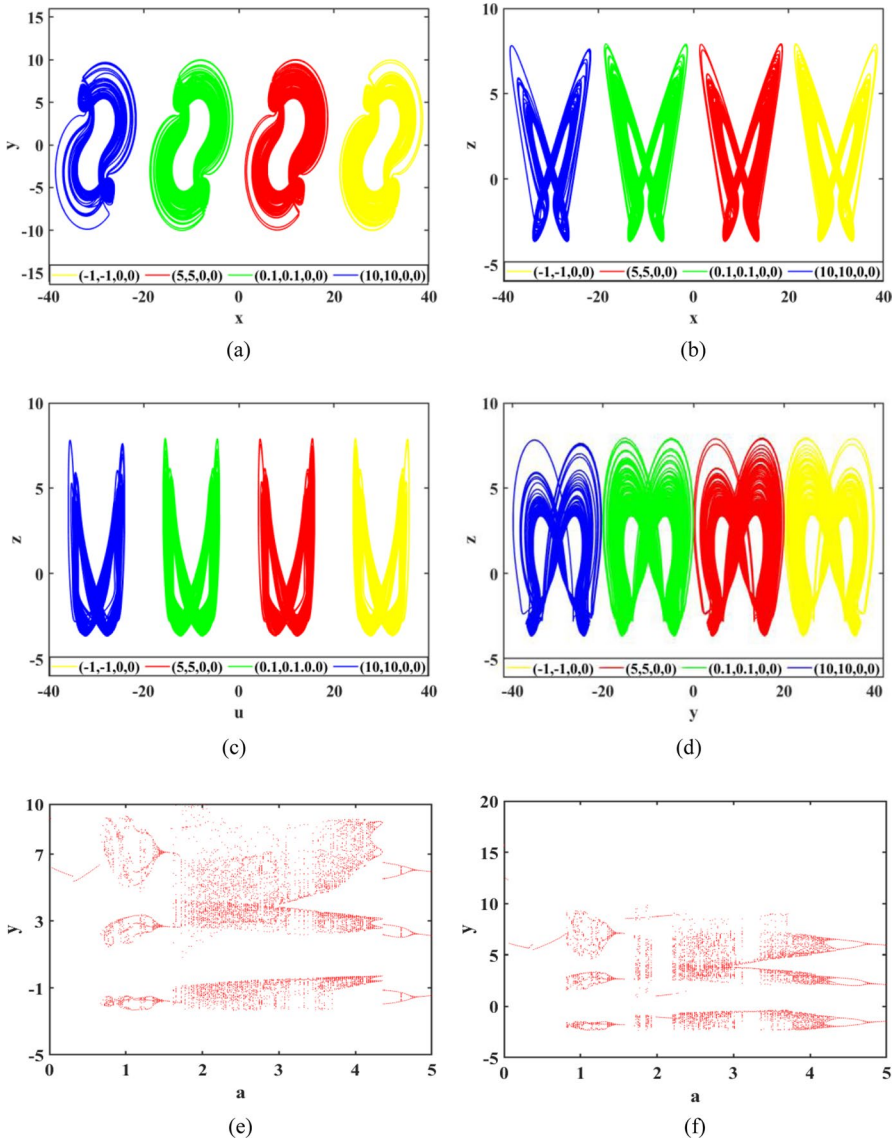 15
10
5
0
-5
-10
-15
y
(-1,-1,0,0) (5,5,0,0) (0.1,0.1,0,0) (10,10,0,0)
-40 -20 0 20 40
x
(a)
10
5
0
-5
z
(-1,-1,0,0) (5,5,0,0) (0.1,0.1,0,0) (10,10,0,0)
-40 -20 0 20 40
x
(b)
10
5
0
-5
z
(-1,-1,0,0) (5,5,0,0) (0.1,0.1.0.0) (10,10,0,0)
-40 -20 0 20 40
u
(c)
10
5
0
-5
z
(-1,-1,0,0) (5,5,0,0) (0.1,0.1,0,0) (10,10,0,0)
-40 -20 0 20 40
y
(d)
10
7
3
-1
-5
y
0 1 2 3 4 5
a
(e)
20
15
10
5
0
-5
y
0 1 2 3 4 5
a
(f)